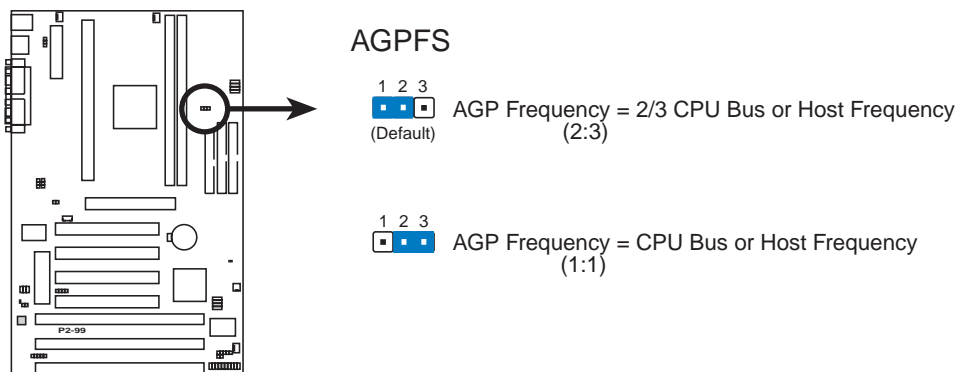 AGPFS
1 2 3
(Default)
AGP Frequency = 2/3 CPU Bus or Host Frequency
(2:3)
1 2 3
AGP Frequency = CPU Bus or Host Frequency
(1:1)
P2-99